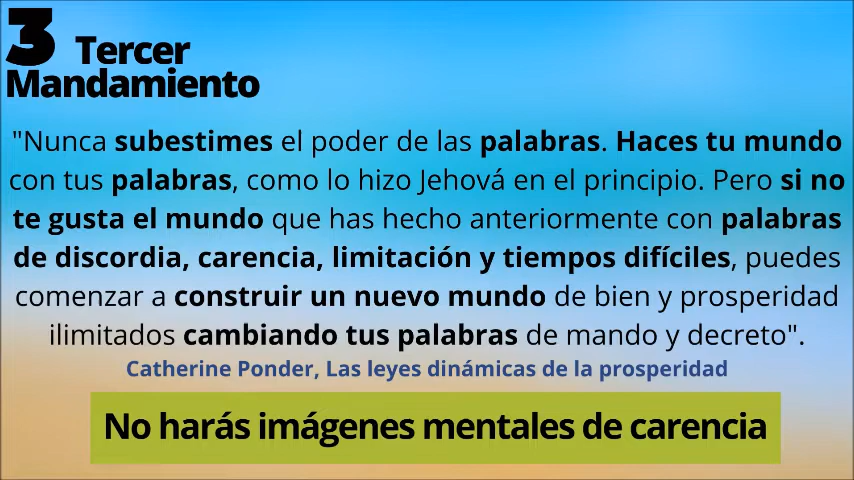 3 Tercer
Mandamiento
"Nunca subestimes el poder de las palabras. Haces tu mundo
con tus palabras, como lo hizo Jehová en el principio. Pero si no
te gusta el mundo que has hecho anteriormente con palabras
de discordia, carencia, limitación y tiempos difíciles, puedes
comenzar a construir un nuevo mundo de bien y prosperidad
ilimitados cambiando tus palabras de mando y decreto".
Catherine Ponder, Las leyes dinámicas de la prosperidad
No harás imágenes mentales de carencia